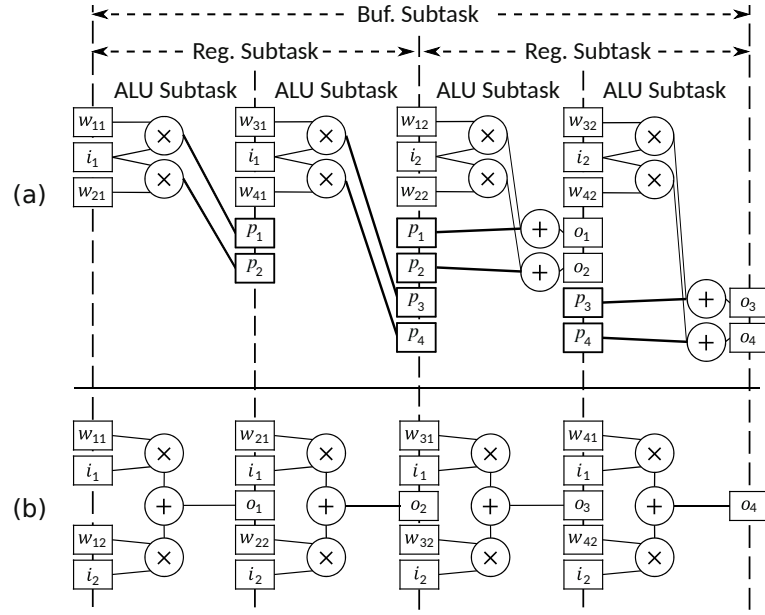 Buf. Subtask
Reg. Subtask Reg. Subtask
ALU Subtask ALU Subtask ALU Subtask ALU Subtask
w11 × w31 × w12 × w32 ×
i1 i1 i2 i2
(a)
w21 × w41 × w22 × w42 ×
p1 p1 + o1
p2 p2 + o2
p3 p3 + o3
p4 p4 + o4
w11 × w21 × w31 × w41 ×
i1 i1 i1 i1
(b) + o1 + o2 + o3 + o4
w12 w22 w32 w42
× × × ×
i2 i2 i2 i2